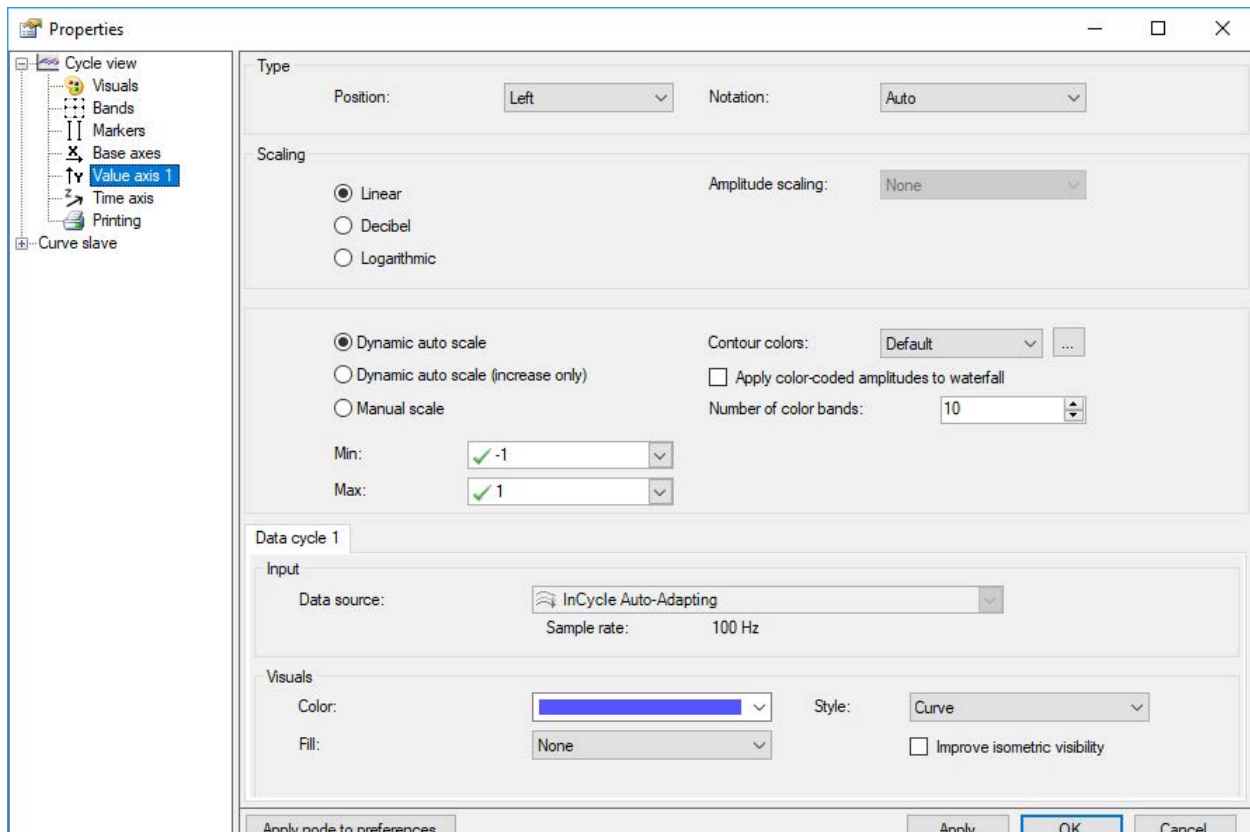 Properties
Cycle view
Visuals
Bands
Markers
Base axes
Value axis 1
Time axis
Printing
Curve slave
Type
Position: Left Notation: Auto
Scaling
Linear Amplitude scaling: None
Decibel
Logarithmic
Dynamic auto scale Contour colors: Default ...
Dynamic auto scale (increase only) Apply color-coded amplitudes to waterfall
Manual scale Number of color bands: 10
Min: -1
Max: 1
Data cycle 1
Input
Data source: InCycle Auto-Adapting
Sample rate: 100 Hz
Visuals
Color: Style: Curve
Fill: None Improve isometric visibility
Apply node to preferences Apply OK Cancel